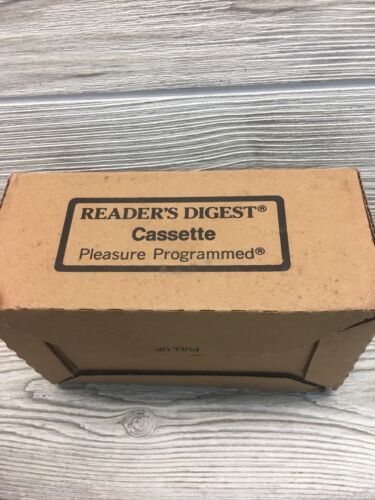 READER'S DIGEST®
Cassette
Pleasure Programmed®
PULL UP